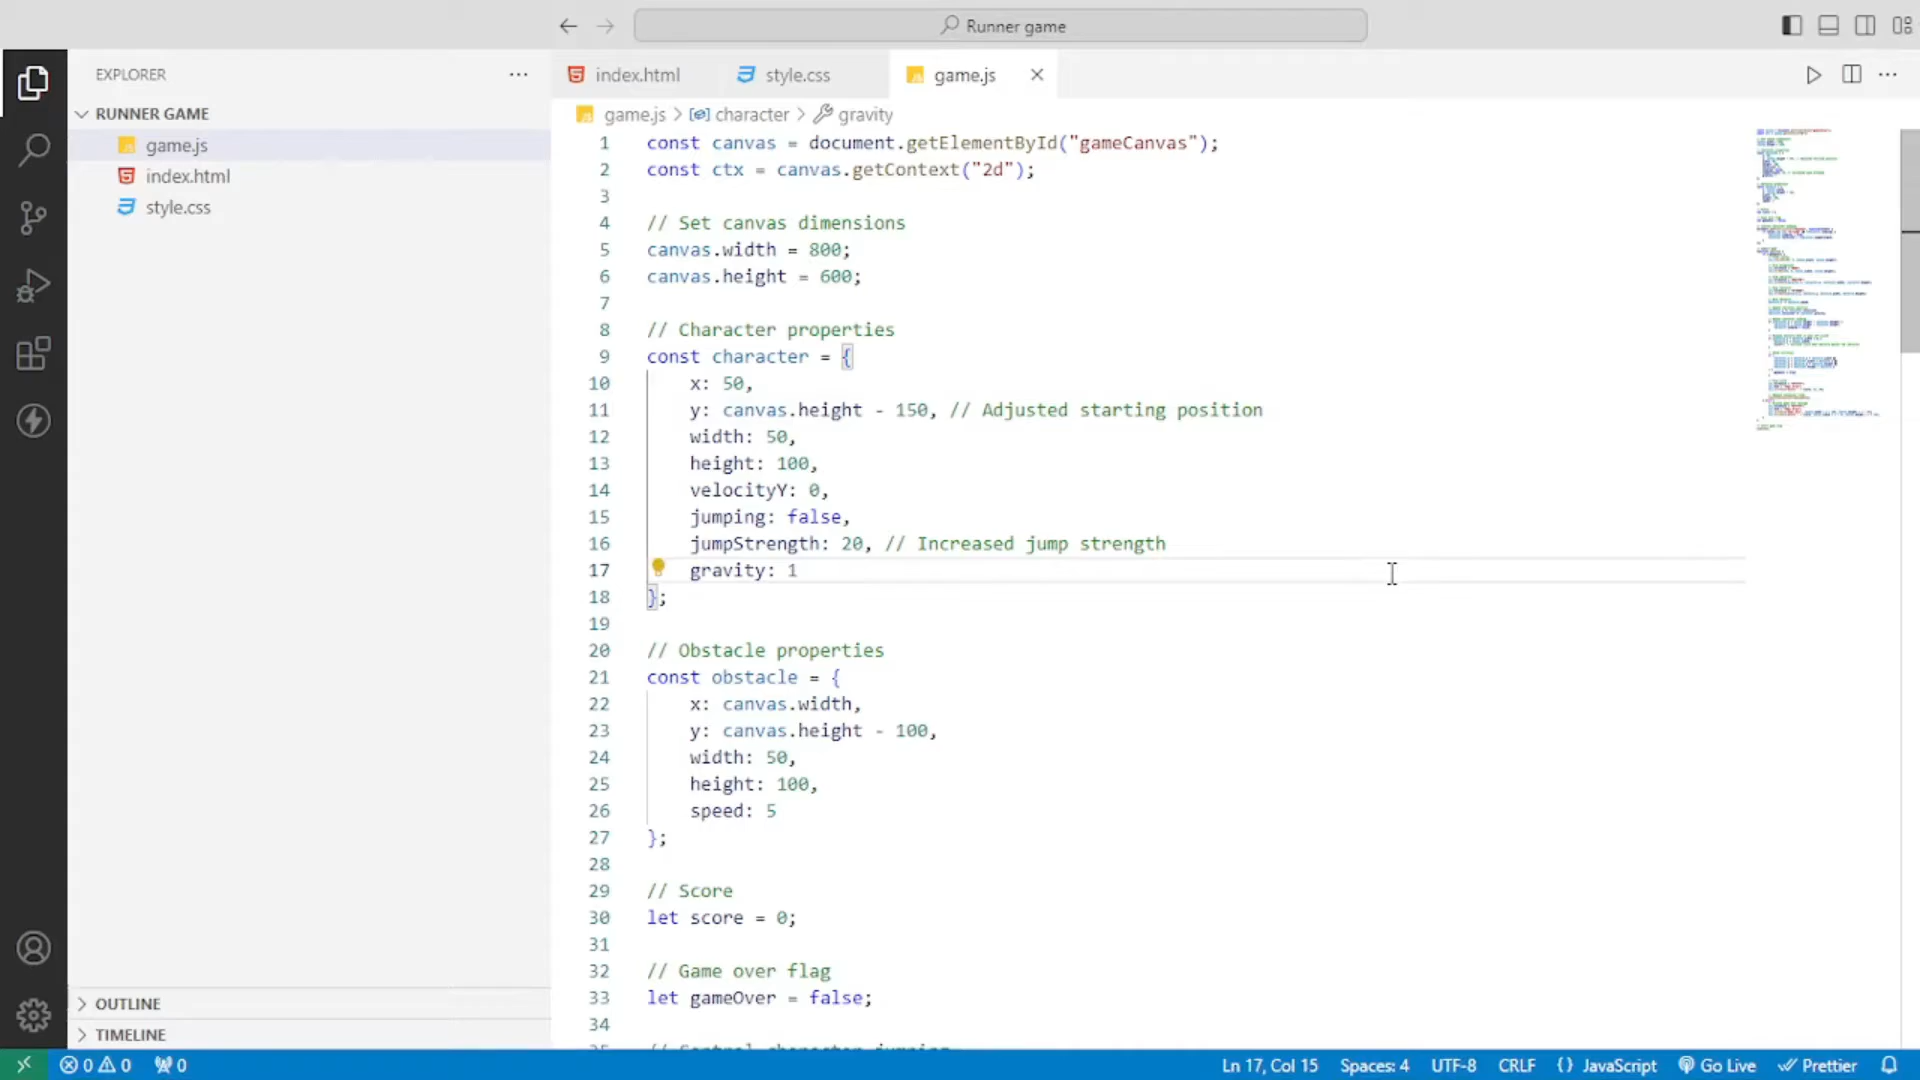 Runner game
EXPLORER
RUNNER GAME
game.js
index.html
style.css
OUTLINE
TIMELINE
index.html
style.css
game.js
game.js > character > gravity
1 const canvas = document.getElementById("gameCanvas");
2 const ctx = canvas.getContext("2d");
3
4 // Set canvas dimensions
5 canvas.width = 800;
6 canvas.height = 600;
7
8 // Character properties
9 const character = {
10 x: 50,
11 y: canvas.height - 150, // Adjusted starting position
12 width: 50,
13 height: 100,
14 velocityY: 0,
15 jumping: false,
16 jumpStrength: 20, // Increased jump strength
17 gravity: 1
18 };
19
20 // Obstacle properties
21 const obstacle = {
22 x: canvas.width,
23 y: canvas.height - 100,
24 width: 50,
25 height: 100,
26 speed: 5
27 };
28
29 // Score
30 let score = 0;
31
32 // Game over flag
33 let gameOver = false;
34
0 0 0
Ln 17, Col 15 Spaces: 4 UTF-8 CRLF {} JavaScript Go Live Prettier